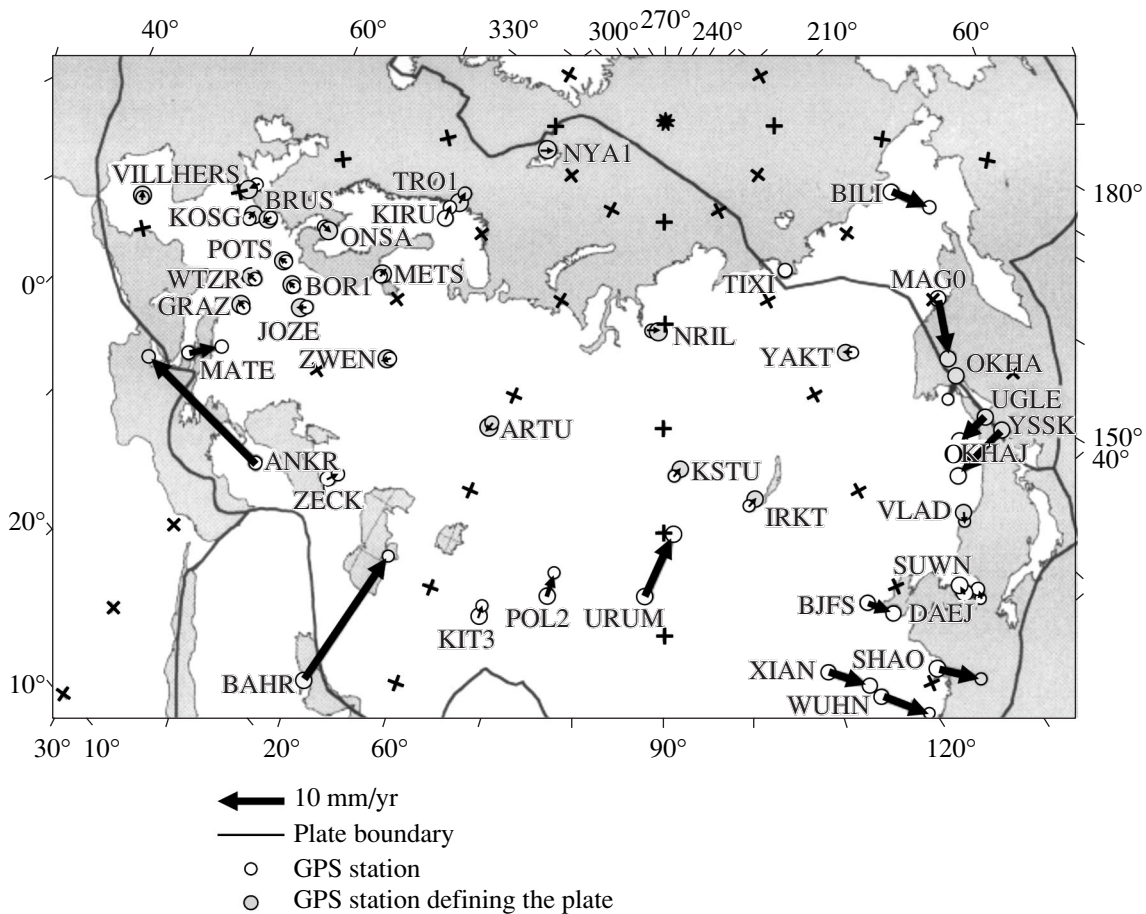 40° 60° 330° 300° 270° 240° 210° 60°
NYA1
VILLHERS
TRO1
BRUS
BILI
180°
KOSG
KIRU
ONSA
POTS
WTZR
METS
TIXI
MAG0
0°
BOR1
GRAZ
JOZE
NRIL
YAKT
OKHA
MATE
ZWEN
UGLE
ARTU
YSSK
150°
OKHAJ
40°
ANKR
KSTU
ZECK
IRKT
VLAD
20°
SUWN
POL2
URUM
BJFS
DAEJ
KIT3
XIAN
SHAO
10°
BAHR
WUHN
30° 10° 20° 60° 90° 120°
10 mm/yr
Plate boundary
GPS station
GPS station defining the plate